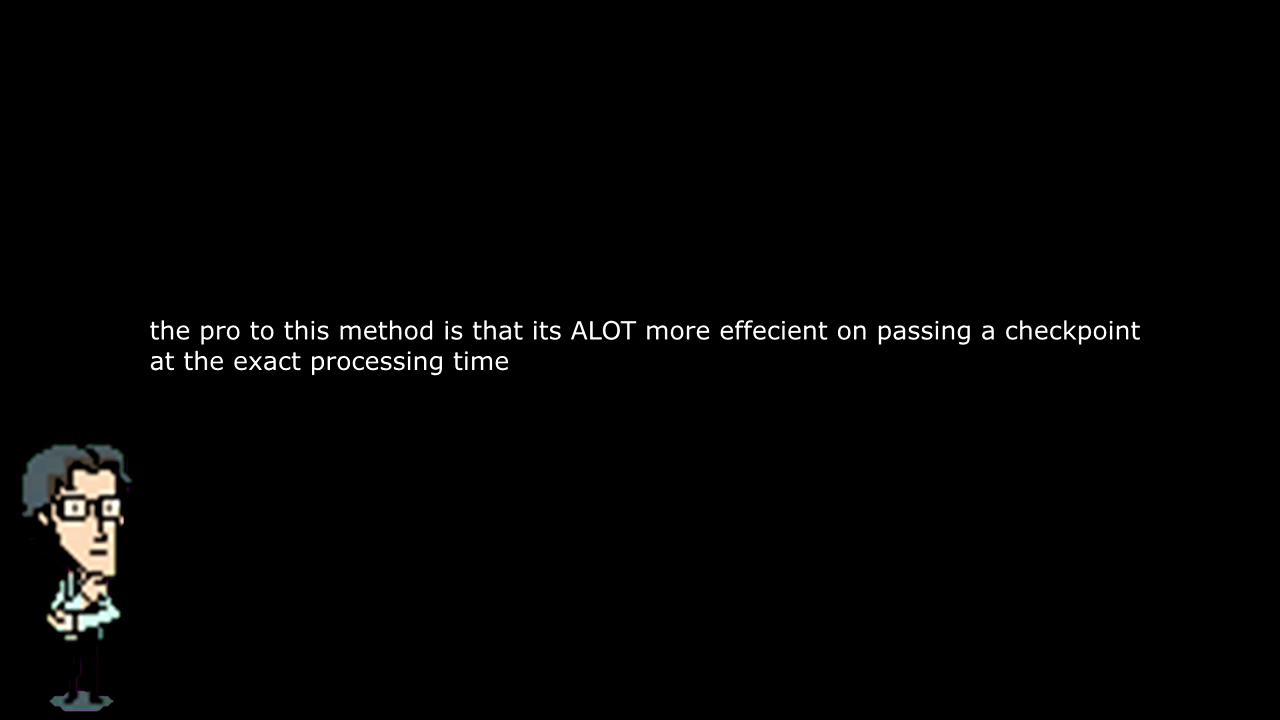 the pro to this method is that its ALOT more effecient on passing a checkpoint
at the exact processing time